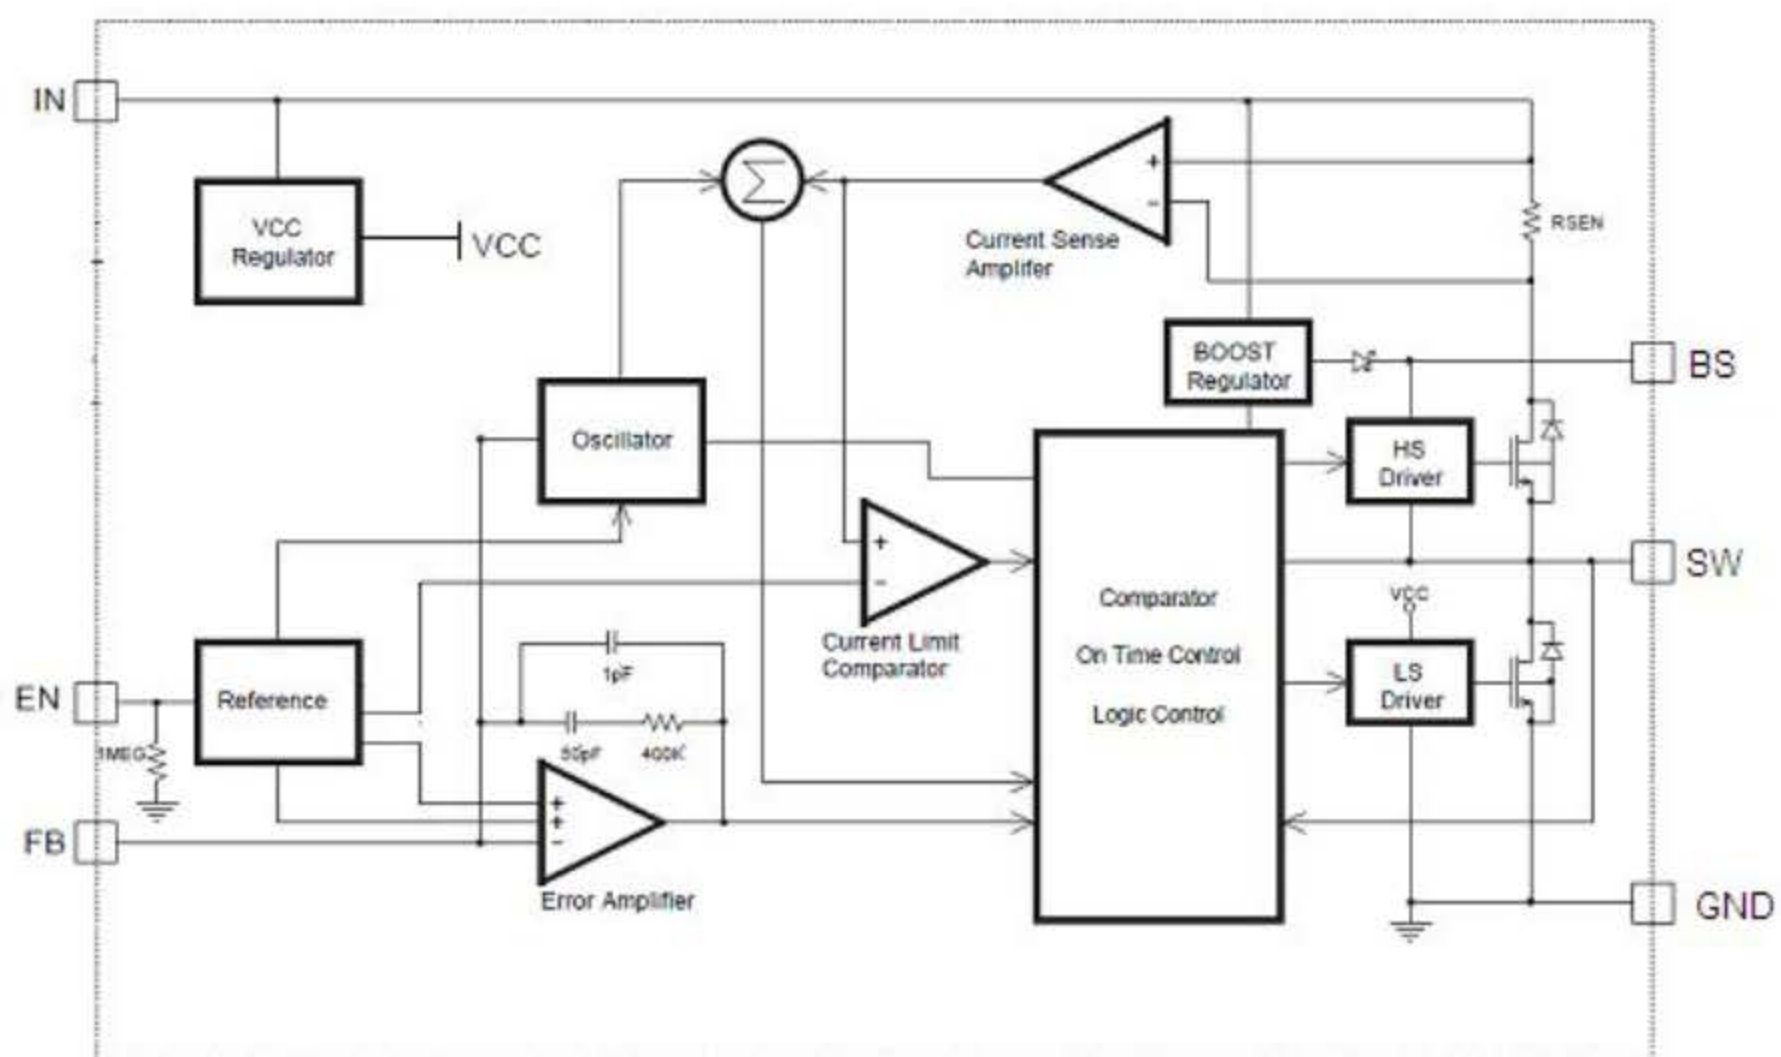 IN
VCC
Regulator
VCC
Σ
+
-
Current Sense
Amplifer
RSEN
BOOST
Regulator
BS
Oscillator
HS
Driver
+
-
Current Limit
Comparator
SW
VCC
Comparator
On Time Control
Logic Control
LS
Driver
1pF
EN
Reference
1MEG
50pF
400K
+
+
-
FB
Error Amplifier
GND